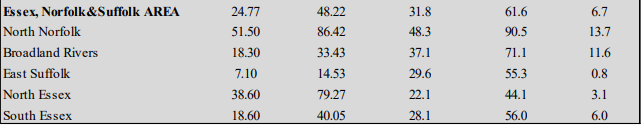 Essex, Norfolk&Suffolk AREA 24.77 48.22 31.8 61.6 6.7
North Norfolk 51.50 86.42 48.3 90.5 13.7
Broadland Rivers 18.30 33.43 37.1 71.1 11.6
East Suffolk 7.10 14.53 29.6 55.3 0.8
North Essex 38.60 79.27 22.1 44.1 3.1
South Essex 18.60 40.05 28.1 56.0 6.0